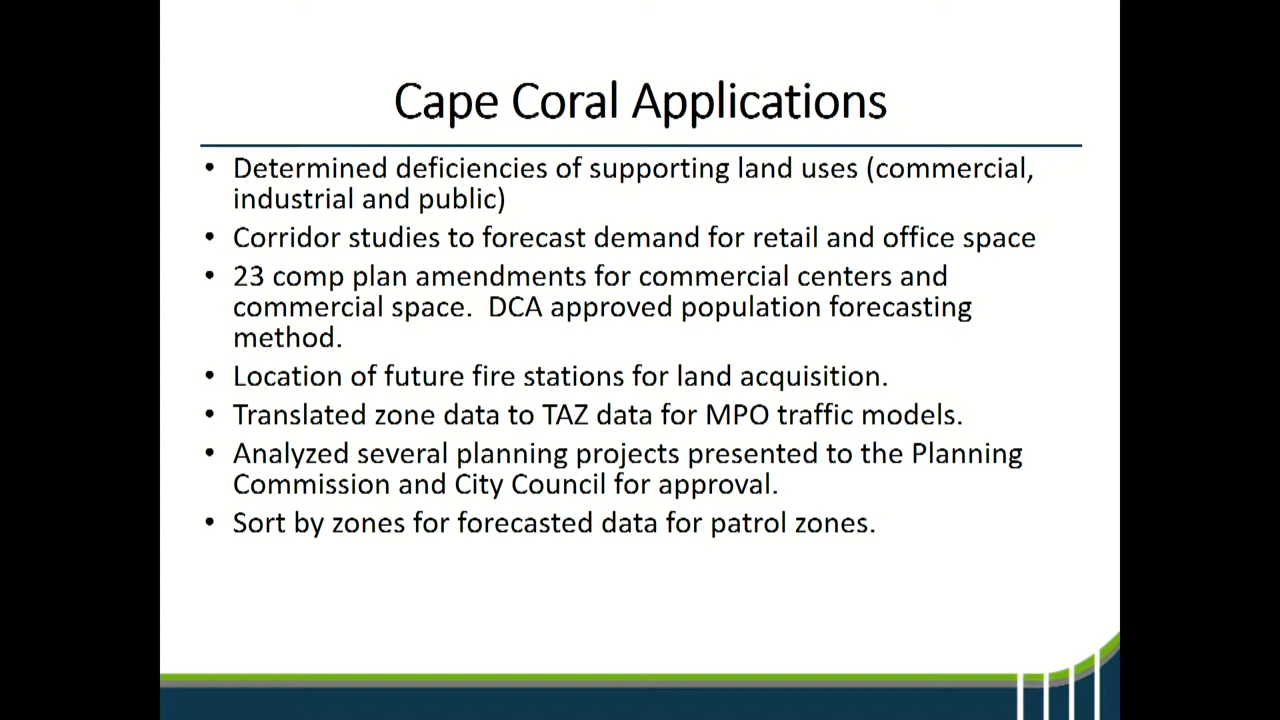 Cape Coral Applications
• Determined deficiencies of supporting land uses (commercial,
industrial and public)
• Corridor studies to forecast demand for retail and office space
• 23 comp plan amendments for commercial centers and
commercial space.  DCA approved population forecasting
method.
• Location of future fire stations for land acquisition.
• Translated zone data to TAZ data for MPO traffic models.
• Analyzed several planning projects presented to the Planning
Commission and City Council for approval.
• Sort by zones for forecasted data for patrol zones.